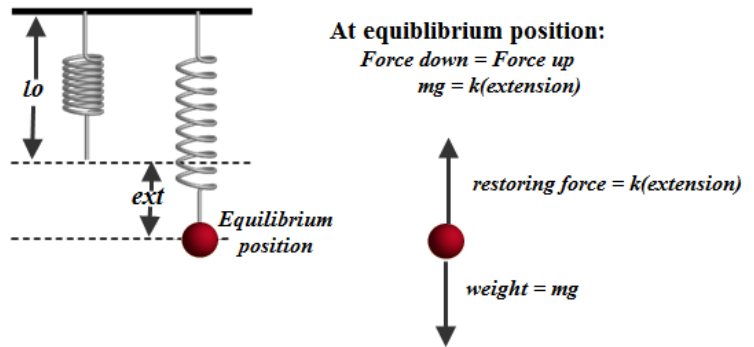 At equiblibrium position:
Force down = Force up
mg = k(extension)
lo
ext
Equilibrium
position
restoring force = k(extension)
weight = mg